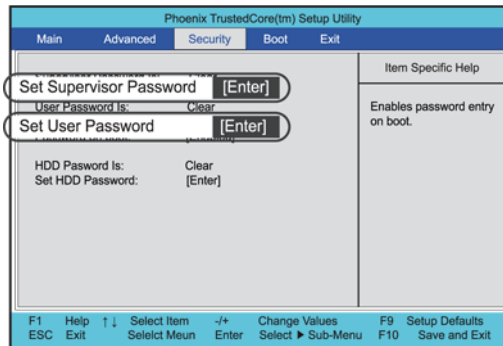 Phoenix TrustedCore(tm) Setup Utility
Main Advanced Security Boot Exit
Item Specific Help
Set Supervisor Password [Enter]
User Password Is: Clear
Enables password entry
on boot.
Set User Password [Enter]
HDD Pasword Is: Clear
Set HDD Password: [Enter]
F1 Help ↑↓ Select Item -/+ Change Values F9 Setup Defaults
ESC Exit Selelct Meun Enter Select ▶ Sub-Menu F10 Save and Exit